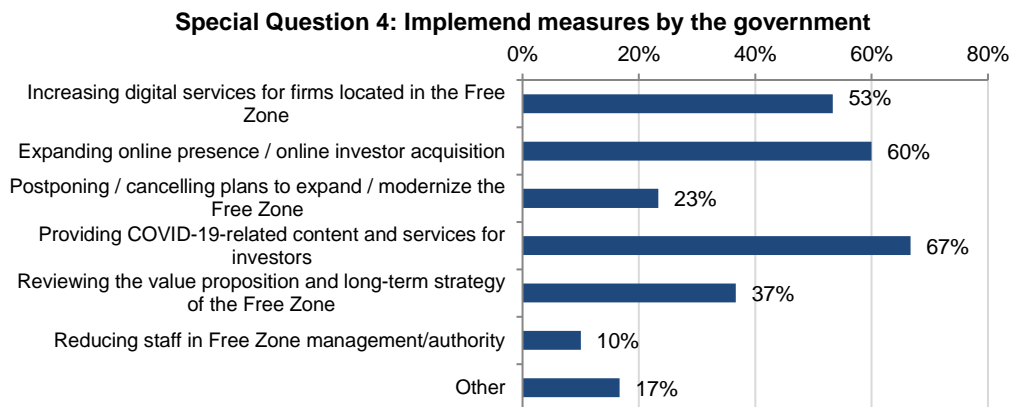 Special Question 4: Implemend measures by the government
0% 20% 40% 60% 80%
Increasing digital services for firms located in the Free
Zone
53%
Expanding online presence / online investor acquisition
60%
Postponing / cancelling plans to expand / modernize the
Free Zone
23%
Providing COVID-19-related content and services for
investors
67%
Reviewing the value proposition and long-term strategy
of the Free Zone
37%
Reducing staff in Free Zone management/authority
10%
Other
17%